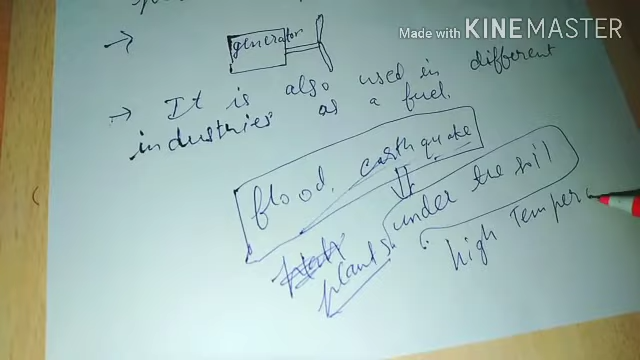 Made with KINEMASTER
→ generator
→ It is also used in different
industries as a fuel.
flood, earthquake
under the soil
plants.
high Temper